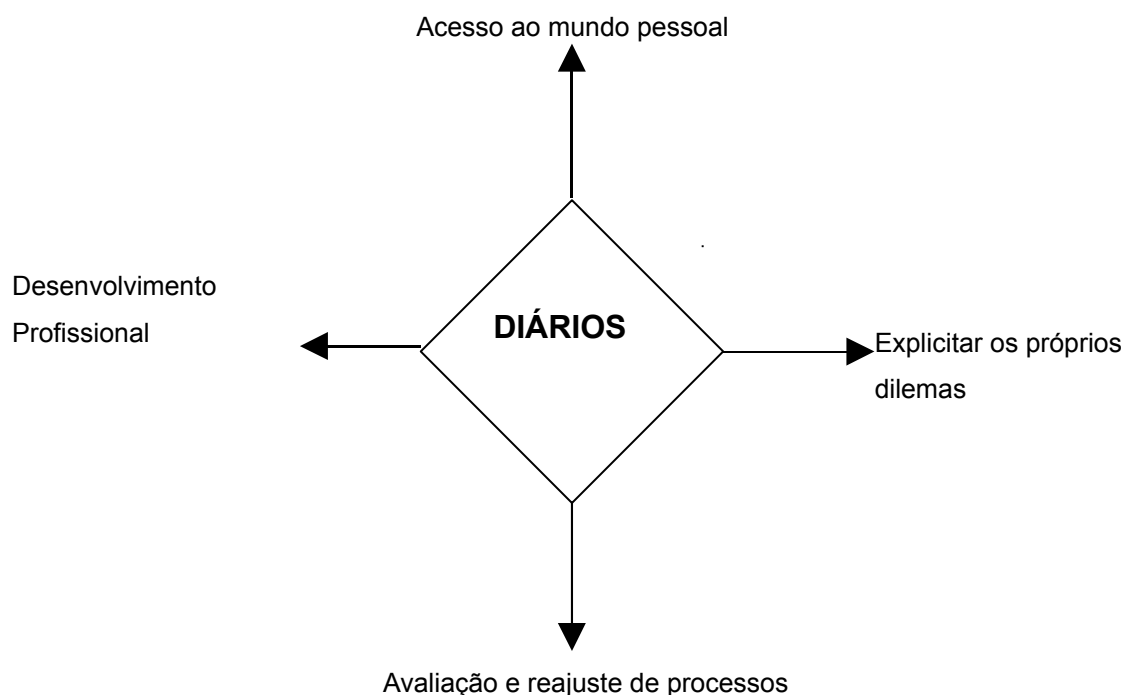 Acesso ao mundo pessoal
Desenvolvimento
Profissional
DIÁRIOS
Explicitar os próprios
dilemas
Avaliação e reajuste de processos